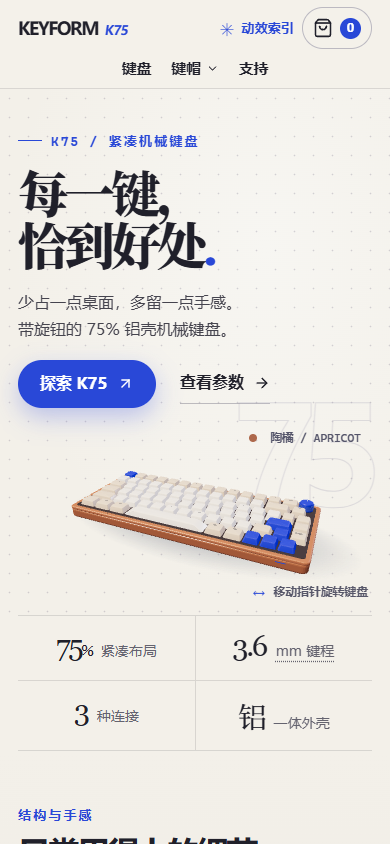 KEYFORM K75
动效索引
0
键盘 键帽 支持
K75 / 紧凑机械键盘
每一键，
恰到好处.
少占一点桌面，多留一点手感。
带旋钮的 75% 铝壳机械键盘。
探索 K75
查看参数
75
陶橘 / APRICOT
移动指针旋转键盘
75% 紧凑布局
3.6 mm 键程
3 种连接
铝 一体外壳
结构与手感